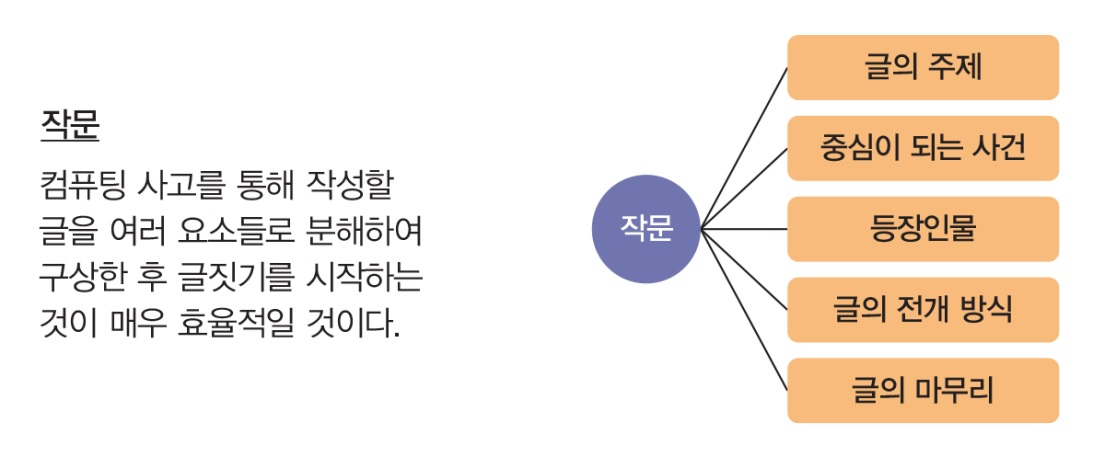 작문
컴퓨팅 사고를 통해 작성할
글을 여러 요소들로 분해하여
구상한 후 글짓기를 시작하는
것이 매우 효율적일 것이다.
작문
글의 주제
중심이 되는 사건
등장인물
글의 전개 방식
글의 마무리